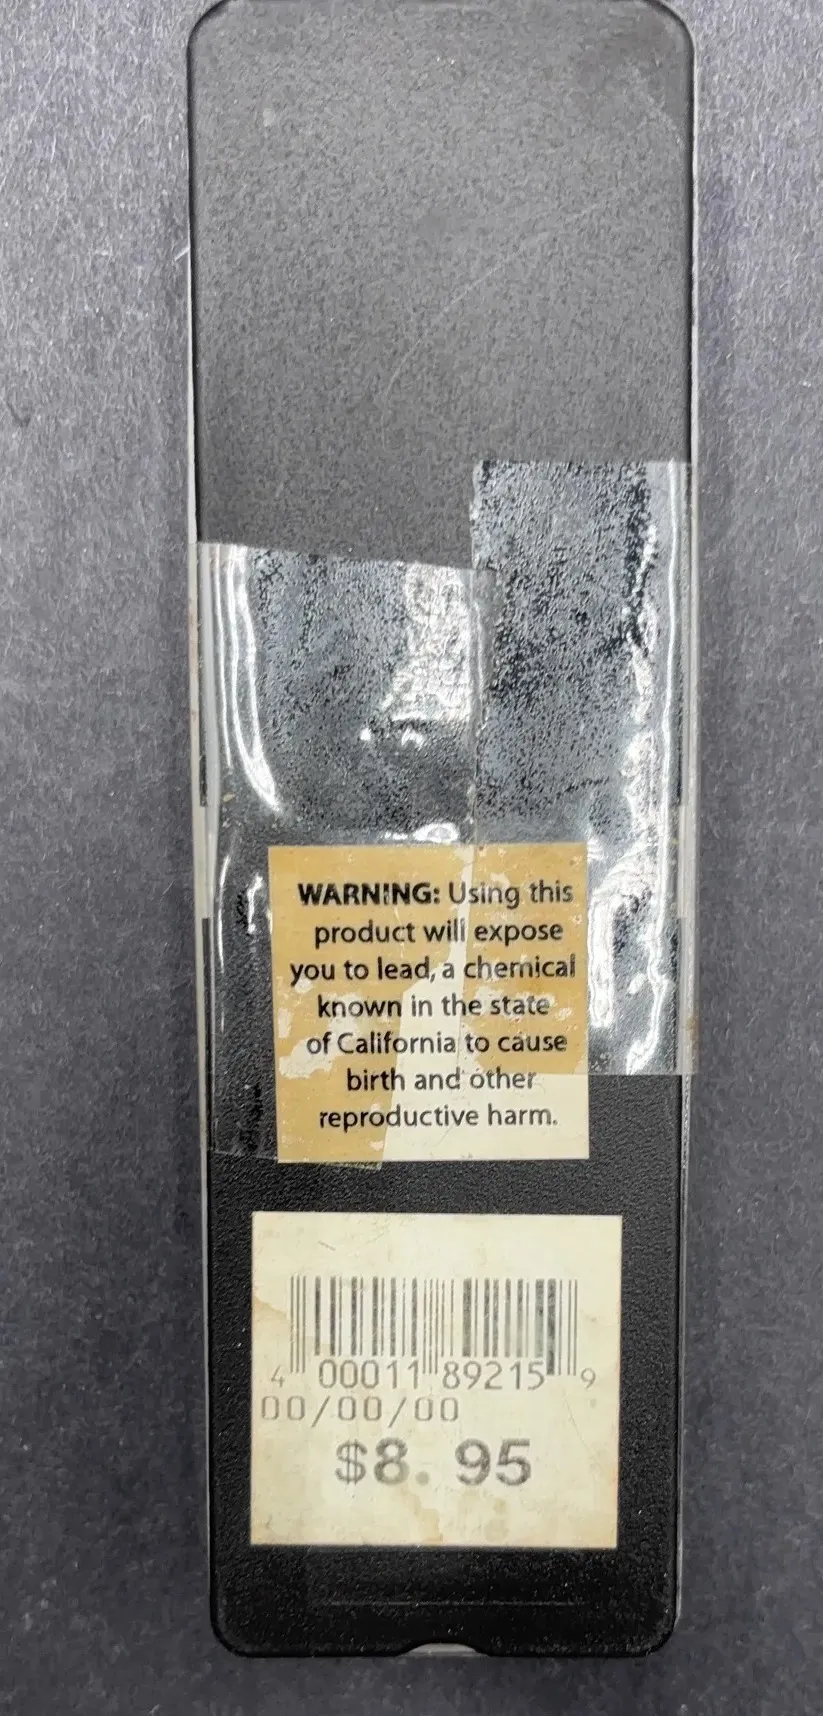 WARNING: Using this
product will expose
you to lead, a chemical
known in the state
of California to cause
birth and other
reproductive harm.
4 00011 89215 9
00/00/00
$8.95